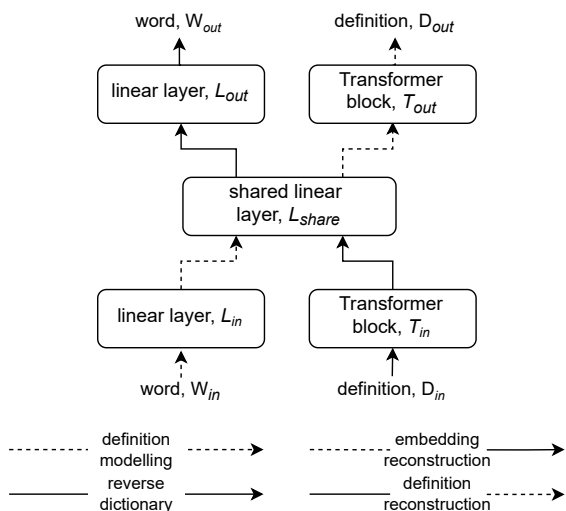 word, W_out definition, D_out
linear layer, L_out
Transformer
block, T_out
shared linear
layer, L_share
linear layer, L_in
Transformer
block, T_in
word, W_in definition, D_in
definition
modelling
embedding
reconstruction
reverse
dictionary
definition
reconstruction